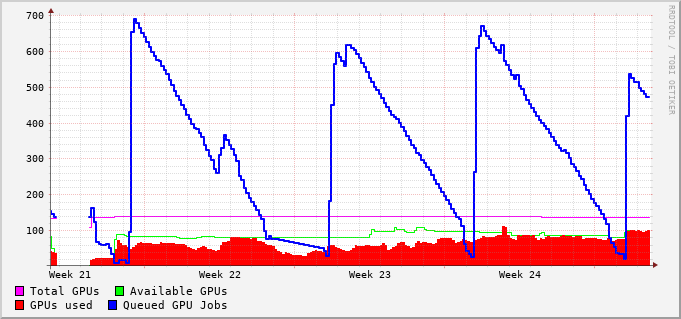 700
600
500
400
300
200
100
Week 21 Week 22 Week 23 Week 24
Total GPUs Available GPUs
GPUs used Queued GPU Jobs
RRDTOOL / TOBI OETIKER